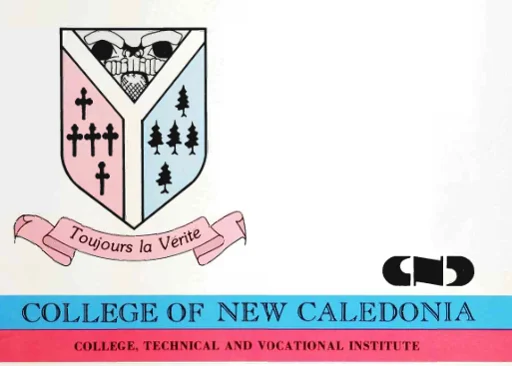 Toujours la Vérite
CNC
COLLEGE OF NEW CALEDONIA
COLLEGE, TECHNICAL AND VOCATIONAL INSTITUTE